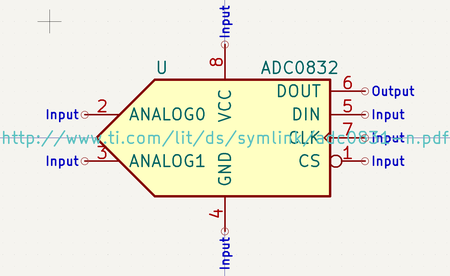 Input
8
U ADC0832
DOUT 6 Output
Input 2 ANALOG0 VCC DIN 5 Input
http://www.ti.com/lit/ds/symlink/adc0831-n.pdf
CLK 7 Input
Input 3 ANALOG1 GND CS 1 Input
4
Input